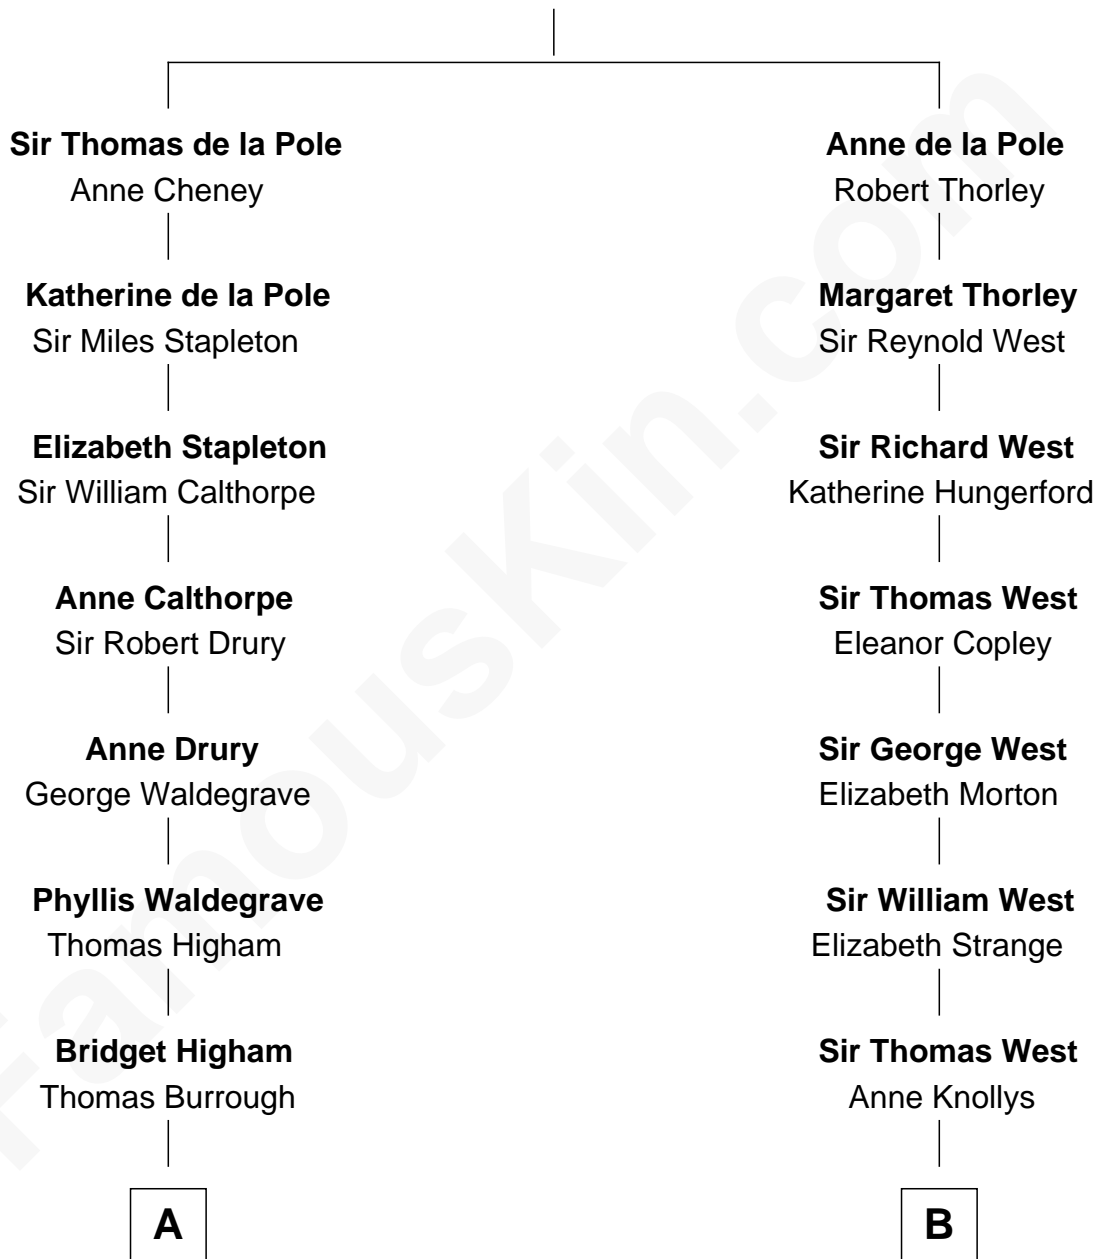 Sir Thomas de la Pole
Anne Cheney
Katherine de la Pole
Sir Miles Stapleton
Elizabeth Stapleton
Sir William Calthorpe
Anne Calthorpe
Sir Robert Drury
Anne Drury
George Waldegrave
Phyllis Waldegrave
Thomas Higham
Bridget Higham
Thomas Burrough
A
Anne de la Pole
Robert Thorley
Margaret Thorley
Sir Reynold West
Sir Richard West
Katherine Hungerford
Sir Thomas West
Eleanor Copley
Sir George West
Elizabeth Morton
Sir William West
Elizabeth Strange
Sir Thomas West
Anne Knollys
B
FamousKin.com